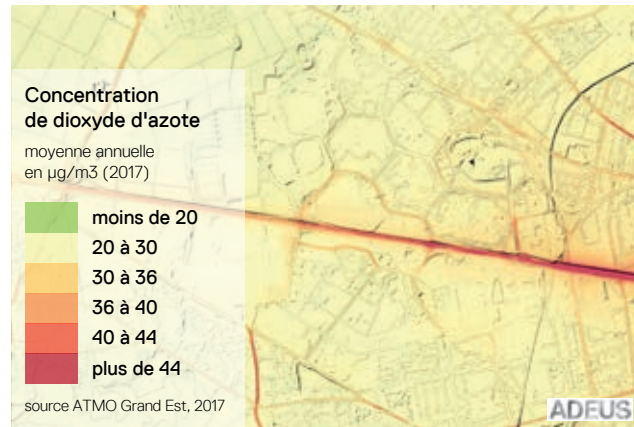 Concentration
de dioxyde d'azote
moyenne annuelle
en µg/m3 (2017)
moins de 20
20 à 30
30 à 36
36 à 40
40 à 44
plus de 44
source ATMO Grand Est, 2017
ADEUS